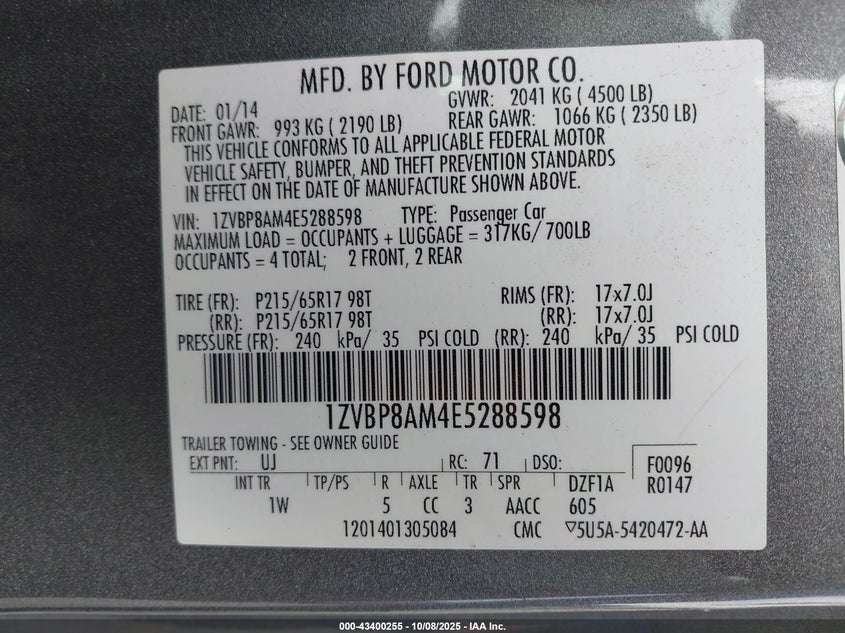 MFD. BY FORD MOTOR CO.
DATE: 01/14 GVWR: 2041 KG ( 4500 LB)
FRONT GAWR: 993 KG ( 2190 LB) REAR GAWR: 1066 KG ( 2350 LB)
THIS VEHICLE CONFORMS TO ALL APPLICABLE FEDERAL MOTOR
VEHICLE SAFETY, BUMPER, AND THEFT PREVENTION STANDARDS
IN EFFECT ON THE DATE OF MANUFACTURE SHOWN ABOVE.
VIN: 1ZVBP8AM4E5288598 TYPE: Passenger Car
MAXIMUM LOAD = OCCUPANTS + LUGGAGE = 317KG/ 700LB
OCCUPANTS = 4 TOTAL; 2 FRONT, 2 REAR
TIRE (FR): P215/65R17 98T RIMS (FR): 17x7.0J
(RR): P215/65R17 98T (RR): 17x7.0J
PRESSURE (FR): 240 kPa/ 35 PSI COLD (RR): 240 kPa/ 35 PSI COLD
1ZVBP8AM4E5288598
TRAILER TOWING - SEE OWNER GUIDE
EXT PNT: UJ RC: 71 DSO: F0096
INT TR TP/PS R AXLE TR SPR DZF1A R0147
1W 5 CC 3 AACC 605
1201401305084 CMC ▽5U5A-5420472-AA
000-43400255 - 10/08/2025 - IAA Inc.